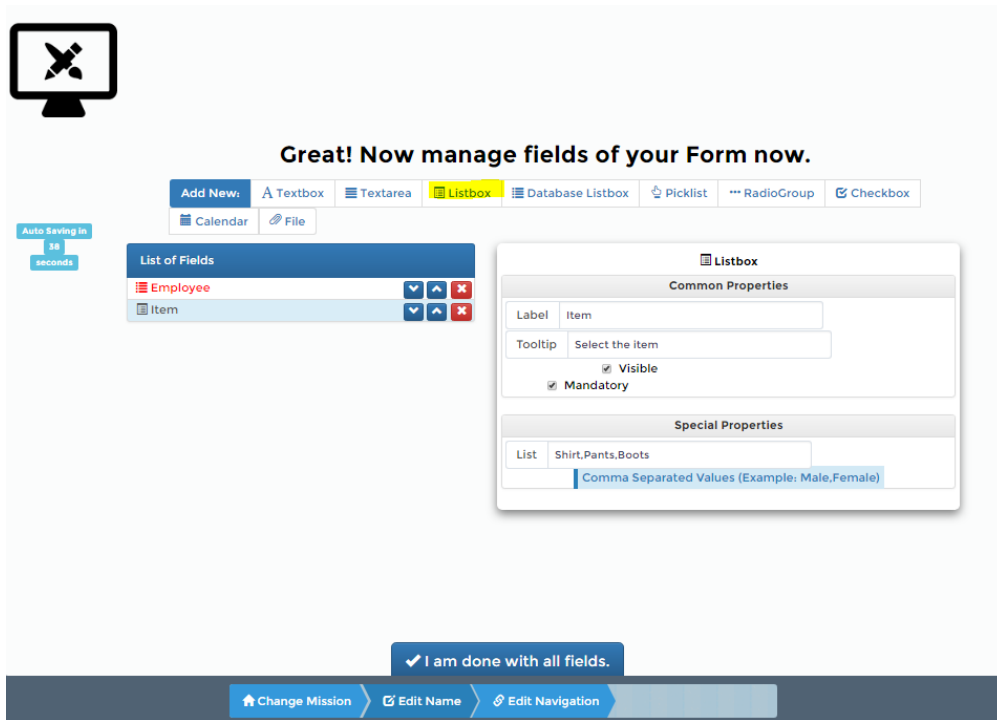 Great! Now manage fields of your Form now.
Add New: Textbox Textarea Listbox Database Listbox Picklist RadioGroup Checkbox
Calendar File
Auto Saving in
38
seconds
List of Fields
Employee
Item
Listbox
Common Properties
Label Item
Tooltip Select the item
Visible
Mandatory
Special Properties
List Shirt,Pants,Boots
Comma Separated Values (Example: Male,Female)
I am done with all fields.
Change Mission Edit Name Edit Navigation